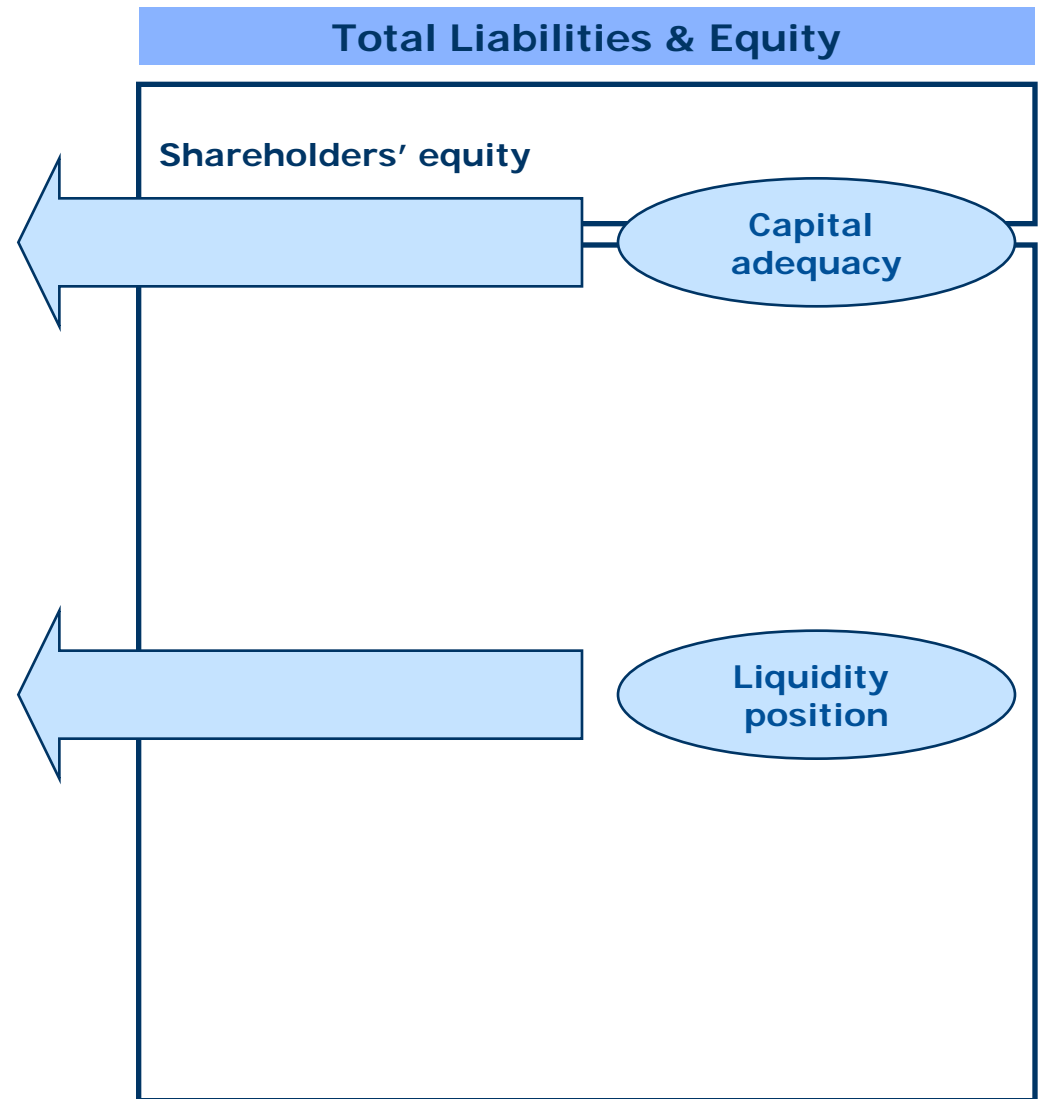 Total Liabilities & Equity
Shareholders’ equity
Capital
adequacy
Liquidity
position